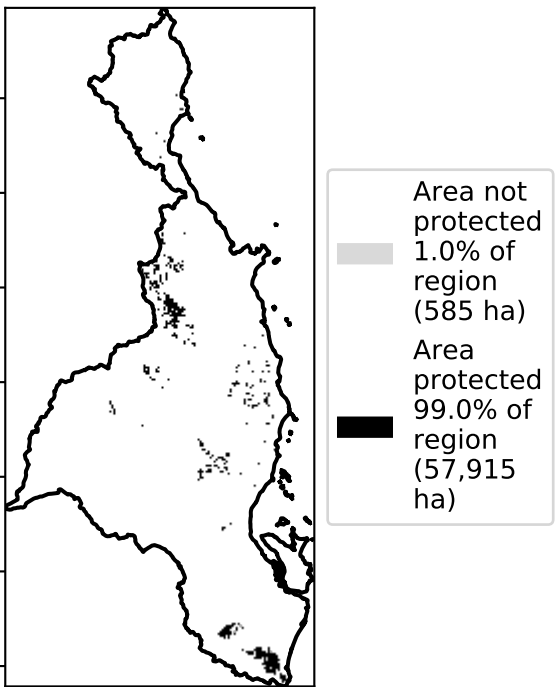 Area not
protected
1.0% of
region
(585 ha)
Area
protected
99.0% of
region
(57,915
ha)